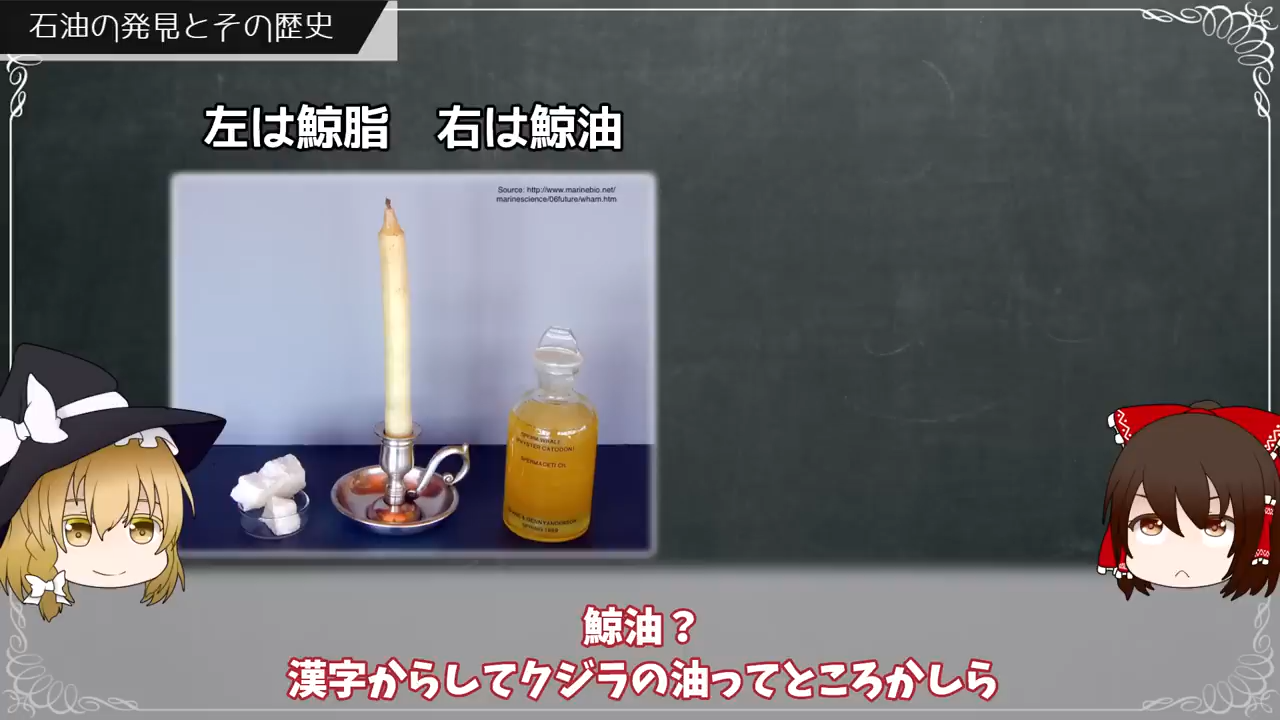 石油の発見とその歴史
左は鯨脂 右は鯨油
Source: http://www.marinebio.net/
marinescience/06future/wham.htm
SPERM WHALE
SPERMACETI OIL
鯨油？
漢字からしてクジラの油ってところかしら